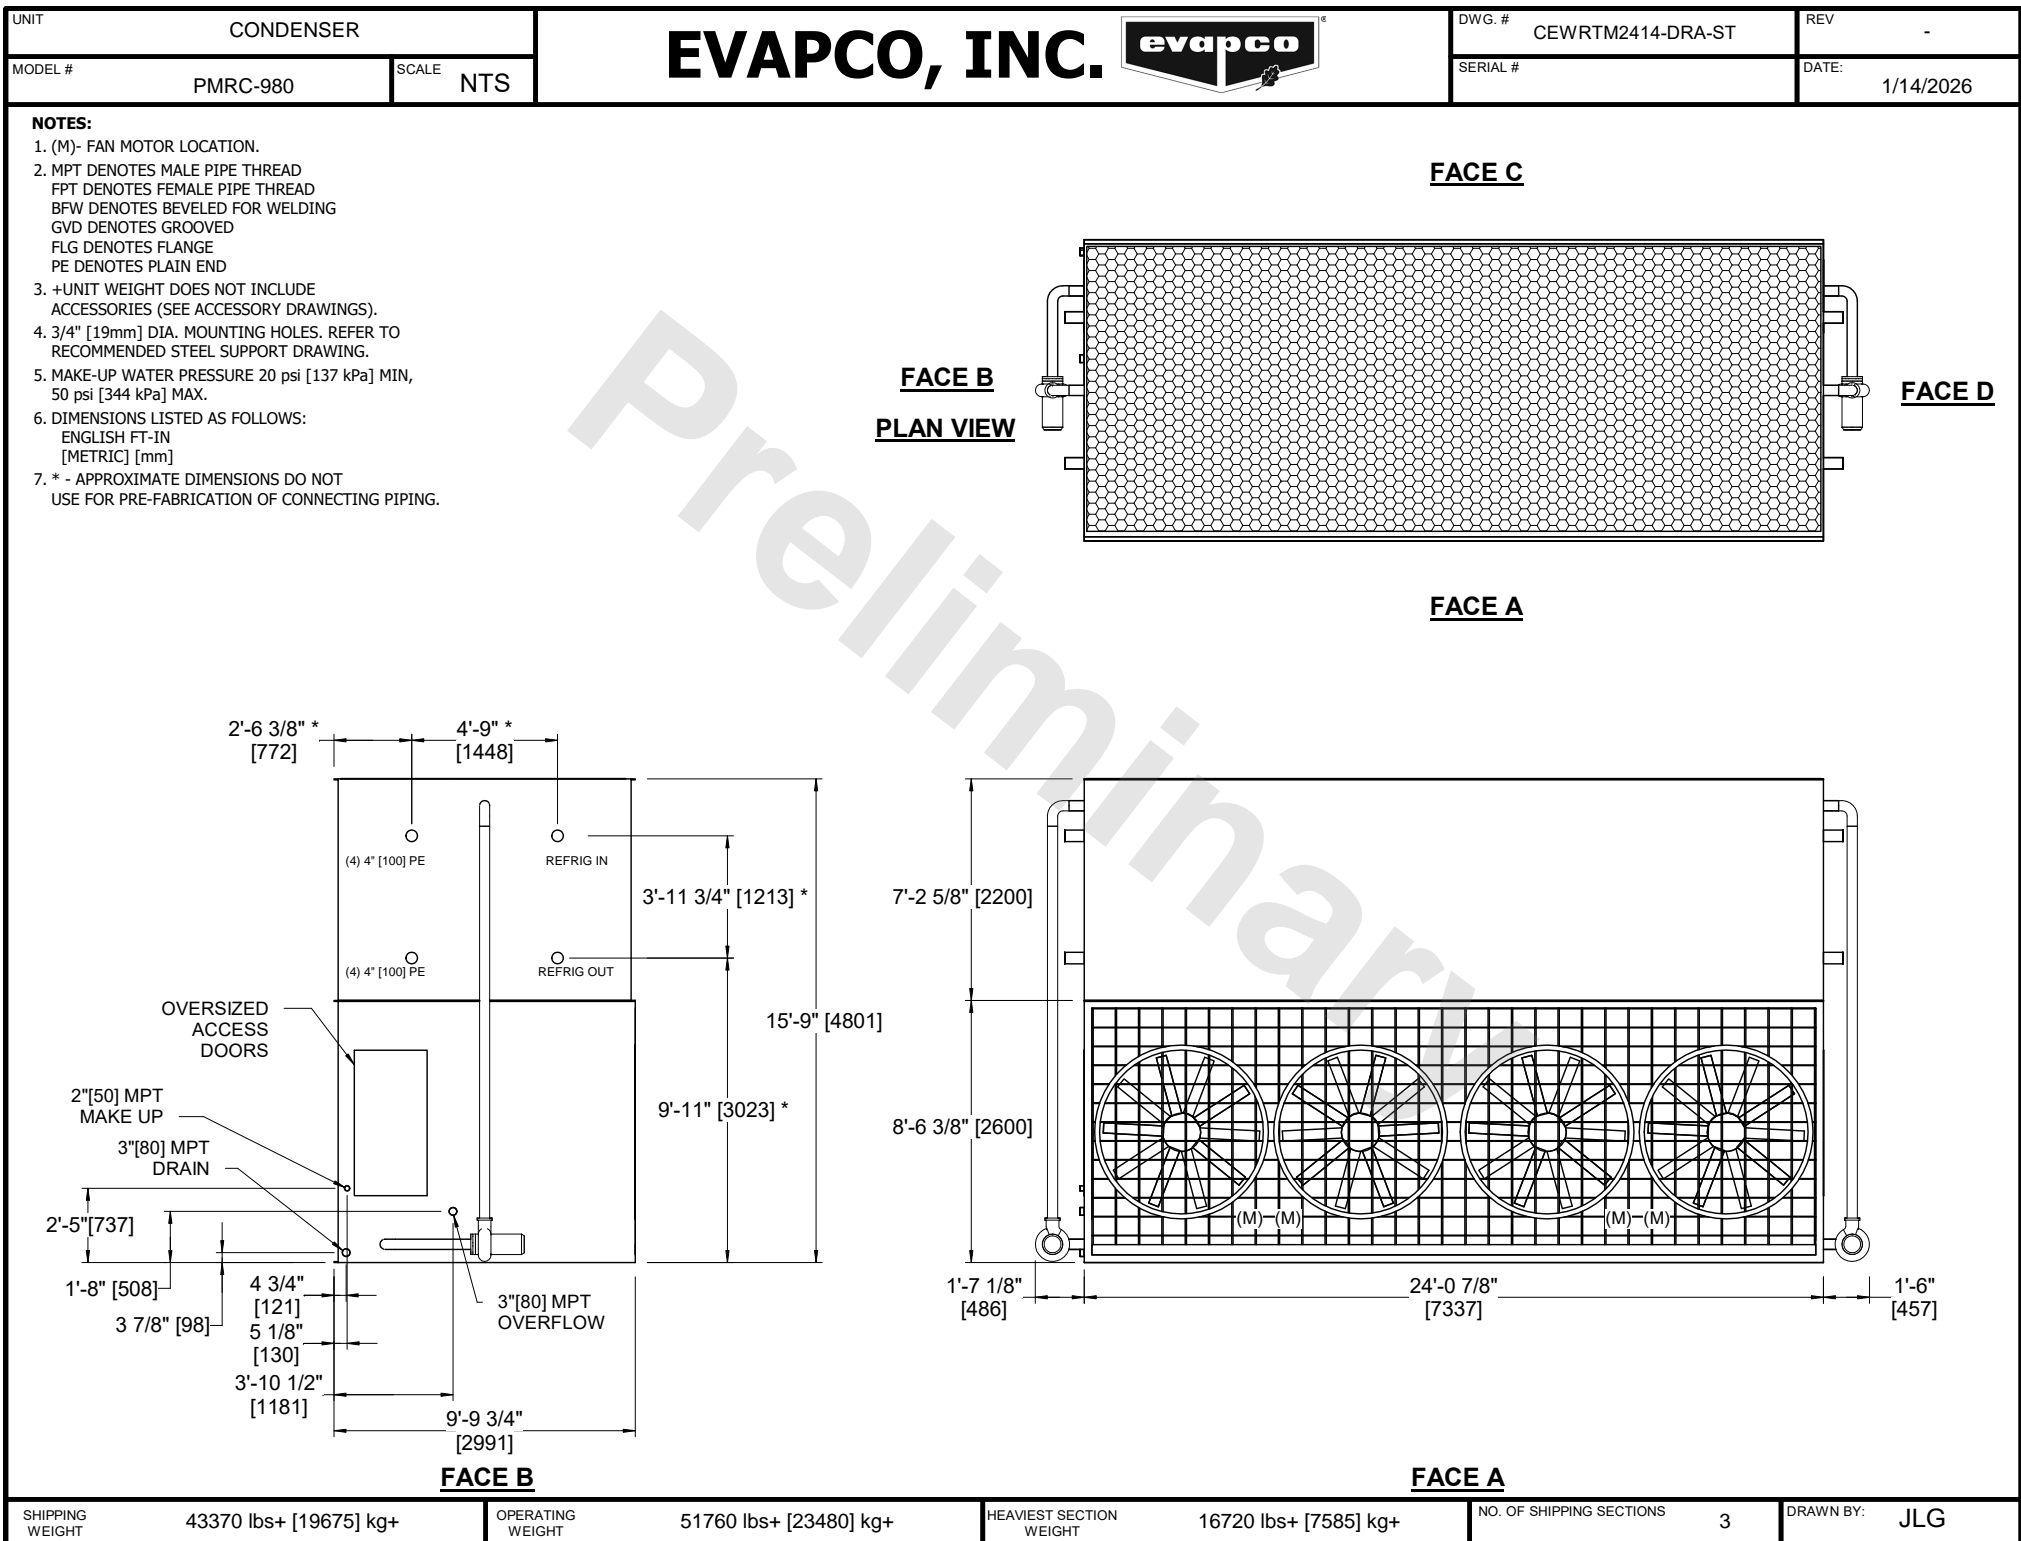 UNIT
CONDENSER
MODEL #
PMRC-980
SCALE
NTS
EVAPCO, INC.
evapco
®
DWG. #
CEWRTM2414-DRA-ST
REV
-
SERIAL #
DATE:
1/14/2026
NOTES:
1. (M)- FAN MOTOR LOCATION.
2. MPT DENOTES MALE PIPE THREAD
FPT DENOTES FEMALE PIPE THREAD
BFW DENOTES BEVELED FOR WELDING
GVD DENOTES GROOVED
FLG DENOTES FLANGE
PE DENOTES PLAIN END
3. +UNIT WEIGHT DOES NOT INCLUDE
ACCESSORIES (SEE ACCESSORY DRAWINGS).
4. 3/4" [19mm] DIA. MOUNTING HOLES. REFER TO
RECOMMENDED STEEL SUPPORT DRAWING.
5. MAKE-UP WATER PRESSURE 20 psi [137 kPa] MIN,
50 psi [344 kPa] MAX.
6. DIMENSIONS LISTED AS FOLLOWS:
ENGLISH FT-IN
[METRIC] [mm]
7. * - APPROXIMATE DIMENSIONS DO NOT
USE FOR PRE-FABRICATION OF CONNECTING PIPING.
Preliminary
FACE C
FACE B
PLAN VIEW
FACE D
FACE A
2'-6 3/8" *
[772]
4'-9" *
[1448]
(4) 4" [100] PE
REFRIG IN
3'-11 3/4" [1213] *
(4) 4" [100] PE
REFRIG OUT
OVERSIZED
ACCESS
DOORS
15'-9" [4801]
2"[50] MPT
MAKE UP
9'-11" [3023] *
3"[80] MPT
DRAIN
2'-5"[737]
1'-8" [508]
3 7/8" [98]
4 3/4"
[121]
5 1/8"
[130]
3"[80] MPT
OVERFLOW
3'-10 1/2"
[1181]
9'-9 3/4"
[2991]
FACE B
7'-2 5/8" [2200]
8'-6 3/8" [2600]
(M) (M)
(M) (M)
1'-7 1/8"
[486]
24'-0 7/8"
[7337]
1'-6"
[457]
FACE A
SHIPPING
WEIGHT
43370 lbs+ [19675] kg+
OPERATING
WEIGHT
51760 lbs+ [23480] kg+
HEAVIEST SECTION
WEIGHT
16720 lbs+ [7585] kg+
NO. OF SHIPPING SECTIONS
3
DRAWN BY:
JLG